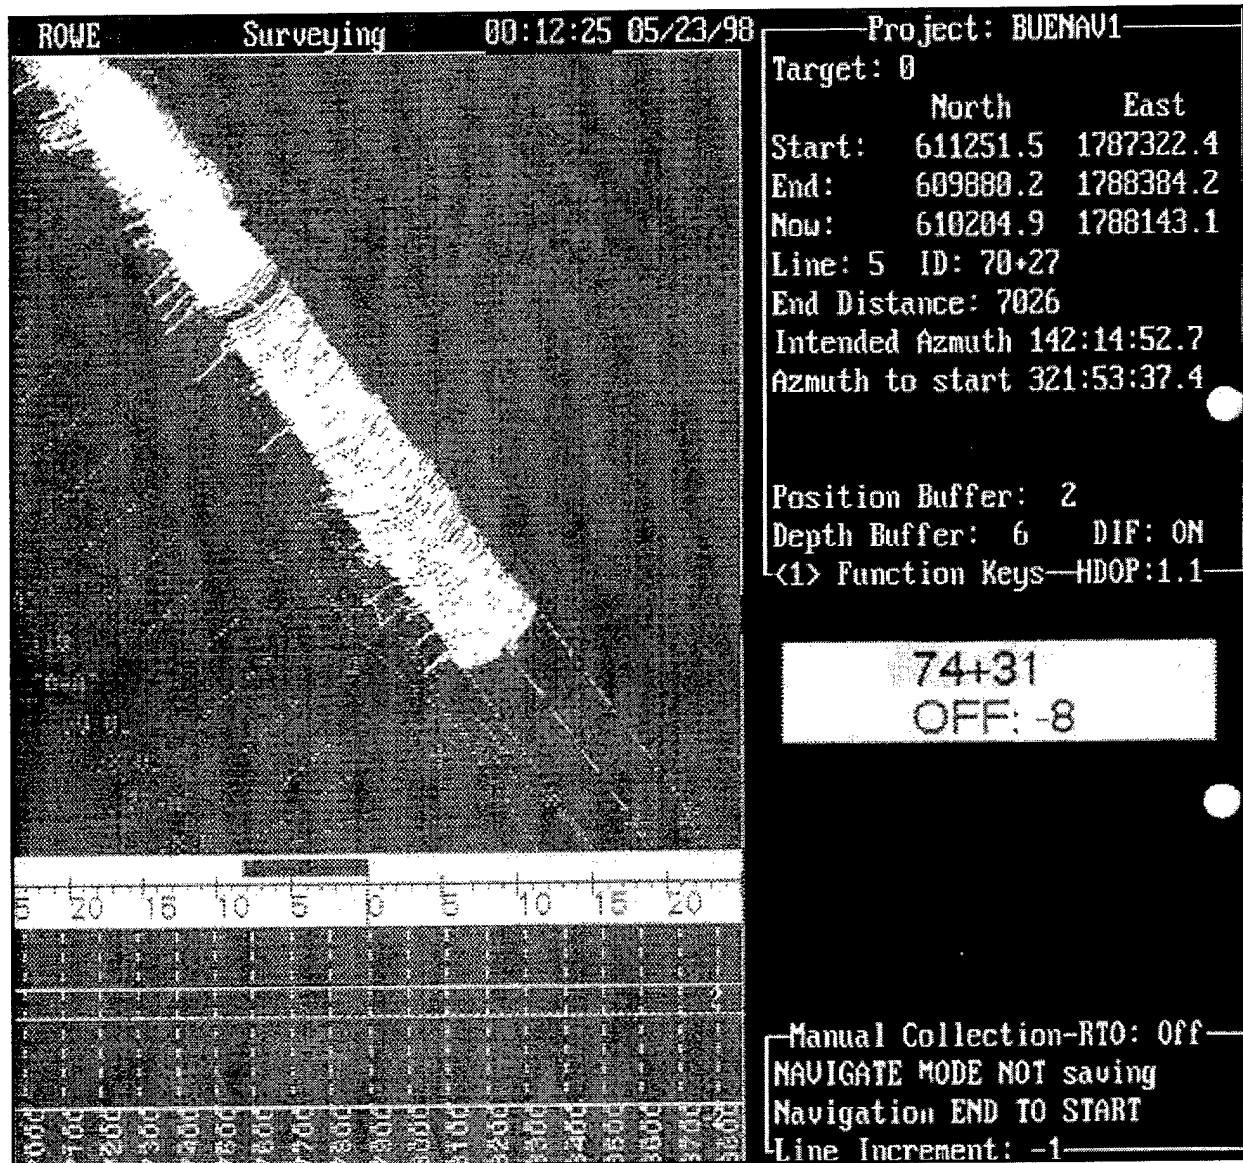 ROWE Surveying 00:12:25 05/23/98
Project: BUENAV1
Target: 0
North East
Start: 611251.5 1787322.4
End: 609880.2 1788384.2
Now: 610204.9 1788143.1
Line: 5 ID: 70+27
End Distance: 7026
Intended Azmuth 142:14:52.7
Azmuth to start 321:53:37.4
Position Buffer: 2
Depth Buffer: 6 DIF: ON
<1> Function Keys HDOP:1.1
74+31
OFF: -8
5 20 15 10 5 0 5 10 15 20
Manual Collection-RTO: Off
NAVIGATE MODE NOT saving
Navigation END TO START
Line Increment: -1